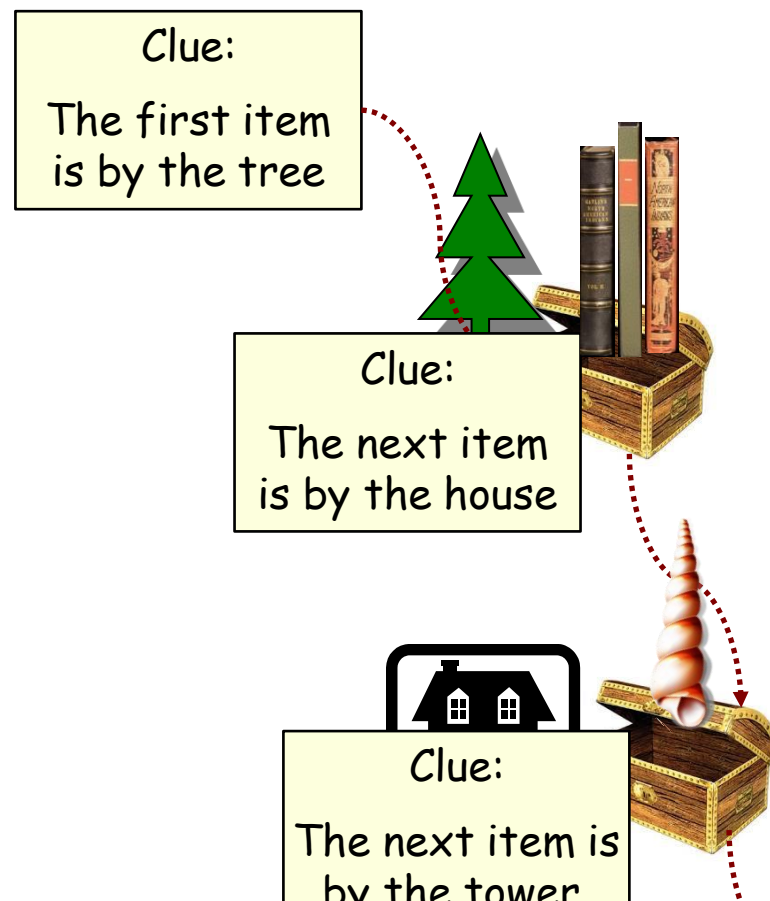 Clue:
The first item
is by the tree
Clue:
The next item
is by the house
Clue:
The next item is
by the tower